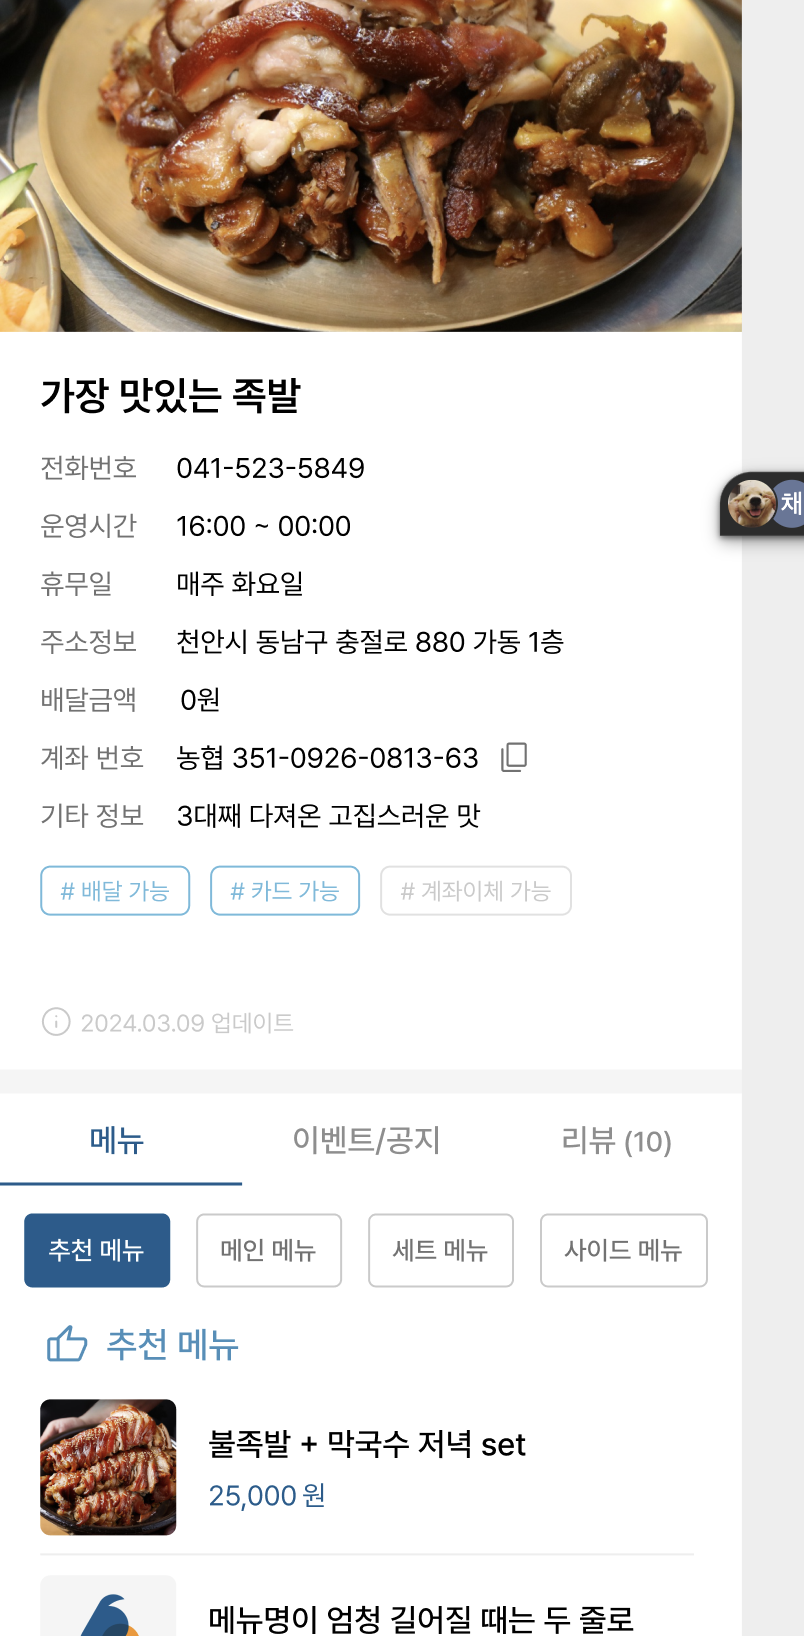 가장 맛있는 족발
전화번호 041-523-5849
운영시간 16:00 ~ 00:00
휴무일 매주 화요일
주소정보 천안시 동남구 충절로 880 가동 1층
배달금액 0원
계좌 번호 농협 351-0926-0813-63
기타 정보 3대째 다져온 고집스러운 맛
# 배달 가능 # 카드 가능 # 계좌이체 가능
2024.03.09 업데이트
메뉴 이벤트/공지 리뷰 (10)
추천 메뉴 메인 메뉴 세트 메뉴 사이드 메뉴
추천 메뉴
불족발 + 막국수 저녁 set
25,000 원
메뉴명이 엄청 길어질 때는 두 줄로
채